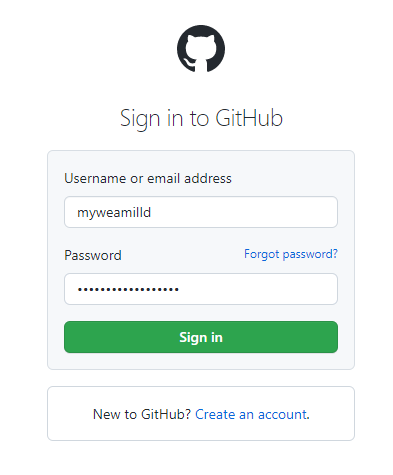 Sign in to GitHub
Username or email address
myweamilld
Password Forgot password?
••••••••••••••••••
Sign in
New to GitHub? Create an account.